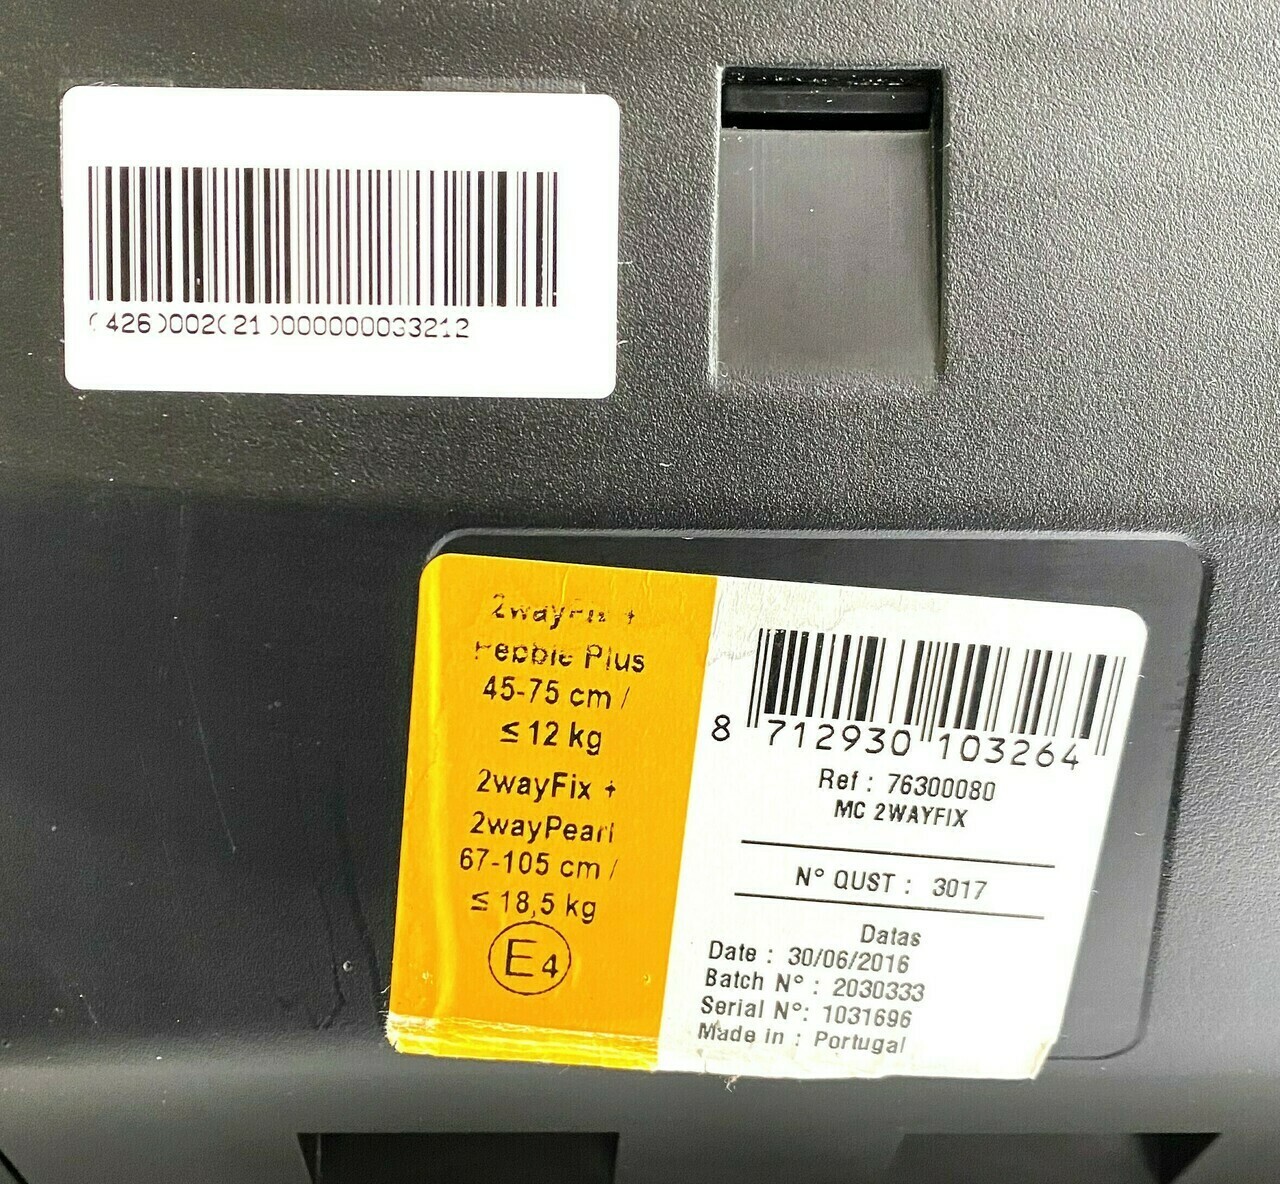 (426)002(21)000000033212
2wayFix +
Pebble Plus
45-75 cm /
≤ 12 kg
2wayFix +
2wayPearl
67-105 cm /
≤ 18,5 kg
E4
8 712930 103264
Ref : 76300080
MC 2WAYFIX
N° QUST : 3017
Datas
Date : 30/06/2016
Batch N° : 2030333
Serial N°: 1031696
Made in : Portugal